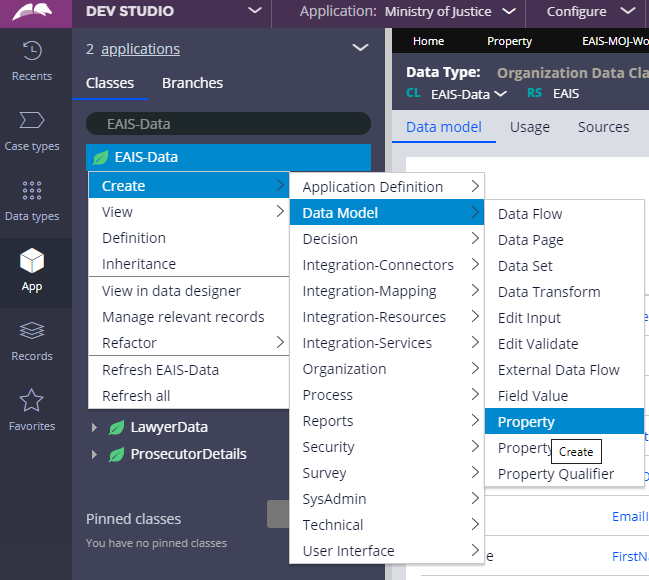 DEV STUDIO
Application: Ministry of Justice
Configure
Recents
Case types
Data types
App
Records
Favorites
2 applications
Classes
Branches
EAIS-Data
EAIS-Data
Create
View
Definition
Inheritance
View in data designer
Manage relevant records
Refactor
Refresh EAIS-Data
Refresh all
LawyerData
ProsecutorDetails
Pinned classes
You have no pinned classes
Application Definition
Data Model
Decision
Integration-Connectors
Integration-Mapping
Integration-Resources
Integration-Services
Organization
Process
Reports
Security
Survey
SysAdmin
Technical
User Interface
Data Flow
Data Page
Data Set
Data Transform
Edit Input
Edit Validate
External Data Flow
Field Value
Property
Property
Create
Property Qualifier
Home
Property
EAIS-MOJ-Wo
Data Type: Organization Data Cla
CL EAIS-Data RS EAIS
Data model
Usage
Sources
EmailI
FirstNa